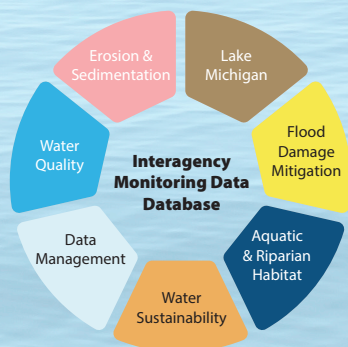 Erosion &
Sedimentation
Lake
Michigan
Flood
Damage
Mitigation
Aquatic
& Riparian
Habitat
Water
Sustainability
Data
Management
Water
Quality
Interagency
Monitoring Data
Database